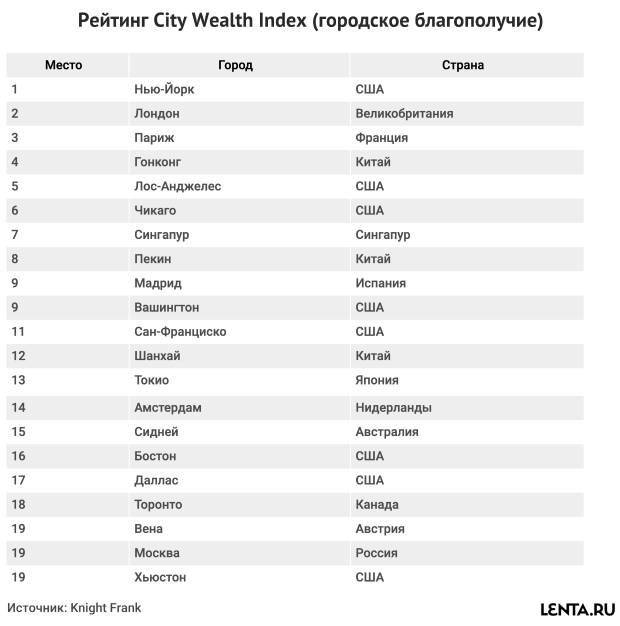 Рейтинг City Wealth Index (городское благополучие)
Место Город Страна
1 Нью-Йорк США
2 Лондон Великобритания
3 Париж Франция
4 Гонконг Китай
5 Лос-Анджелес США
6 Чикаго США
7 Сингапур Сингапур
8 Пекин Китай
9 Мадрид Испания
9 Вашингтон США
11 Сан-Франциско США
12 Шанхай Китай
13 Токио Япония
14 Амстердам Нидерланды
15 Сидней Австралия
16 Бостон США
17 Даллас США
18 Торонто Канада
19 Вена Австрия
19 Москва Россия
19 Хьюстон США
Источник: Knight Frank
LENTA.RU